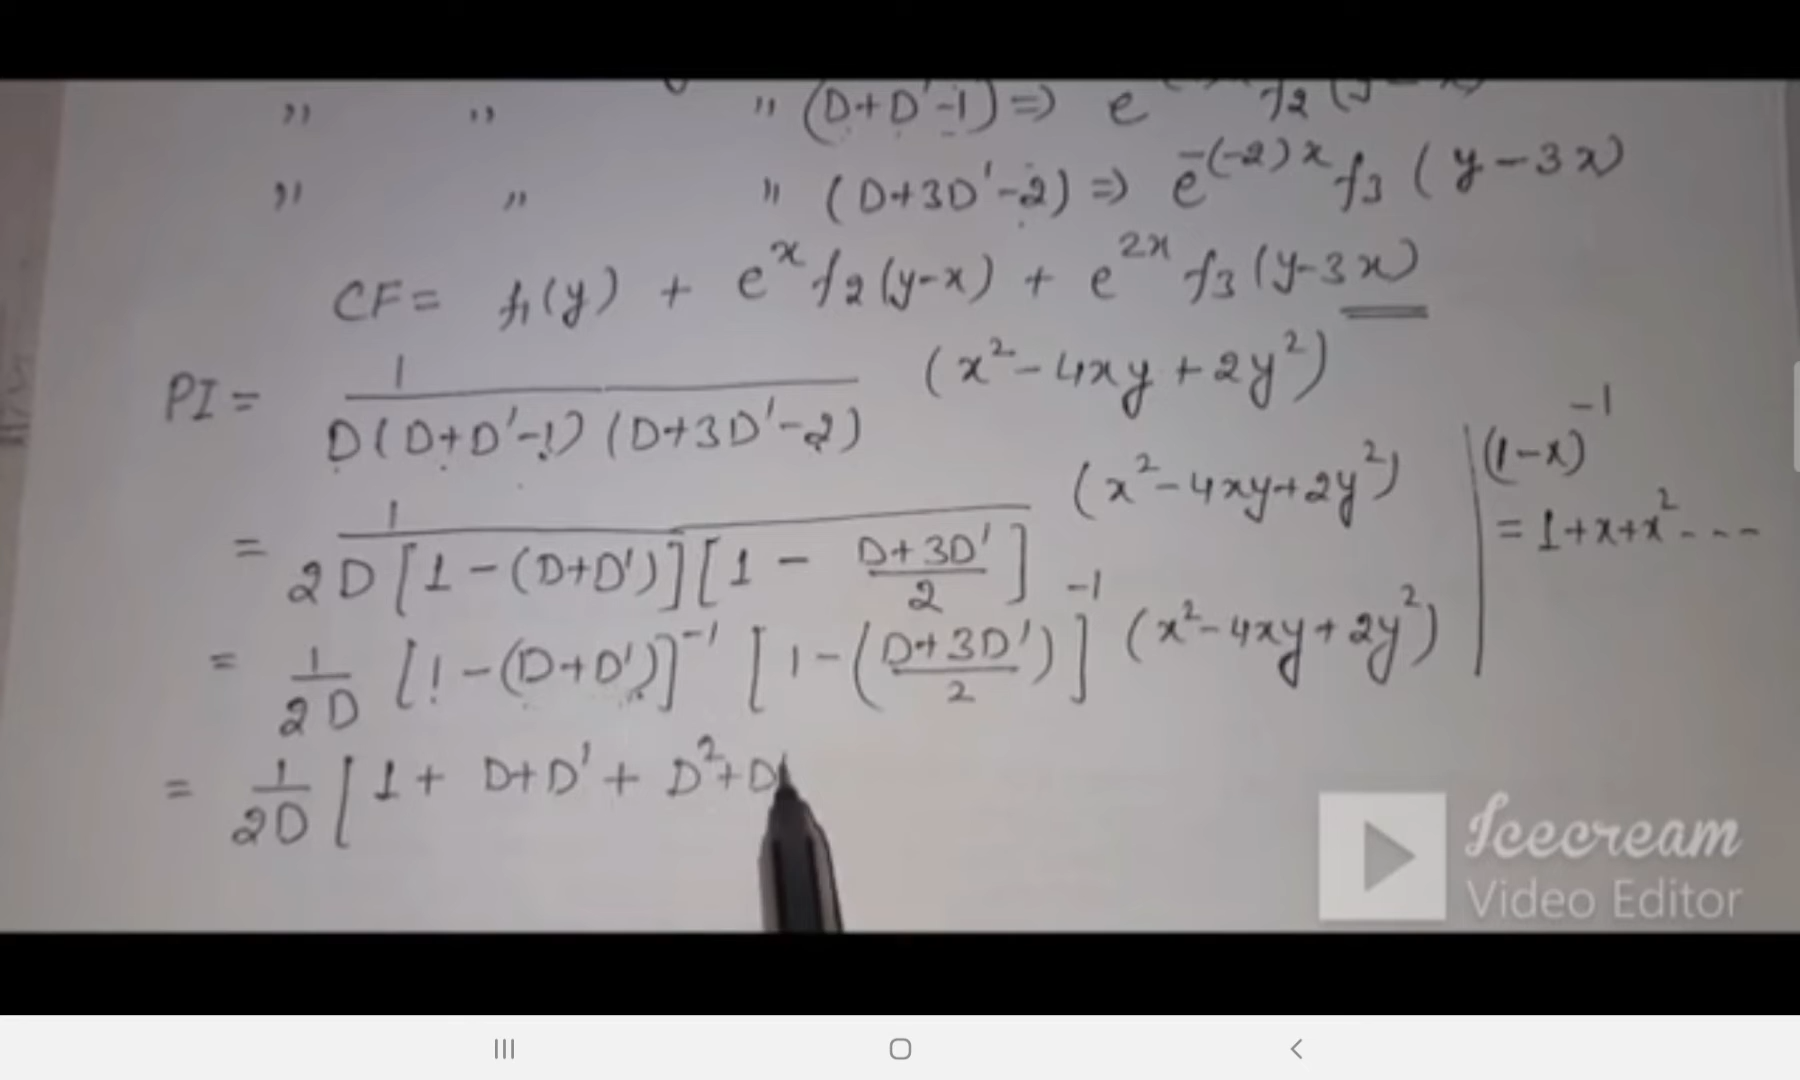 " " " (D+D'-1) => e f₂(y-x)
" " " (D+3D'-2) => e^-(-2)x f₃ (y-3x)
CF = f₁(y) + e^x f₂(y-x) + e^2x f₃(y-3x)
PI = 1 / D(D+D'-1)(D+3D'-2) (x²-4xy+2y²)
= 1 / 2D[1-(D+D')][1 - D+3D'/2] (x²-4xy+2y²)
(1-x)^-1
= 1+x+x² ---
= 1/2D [1-(D+D')]^-1 [1-(D+3D'/2)]^-1 (x²-4xy+2y²)
= 1/2D [1+ D+D' + D²+D
Icecream
Video Editor